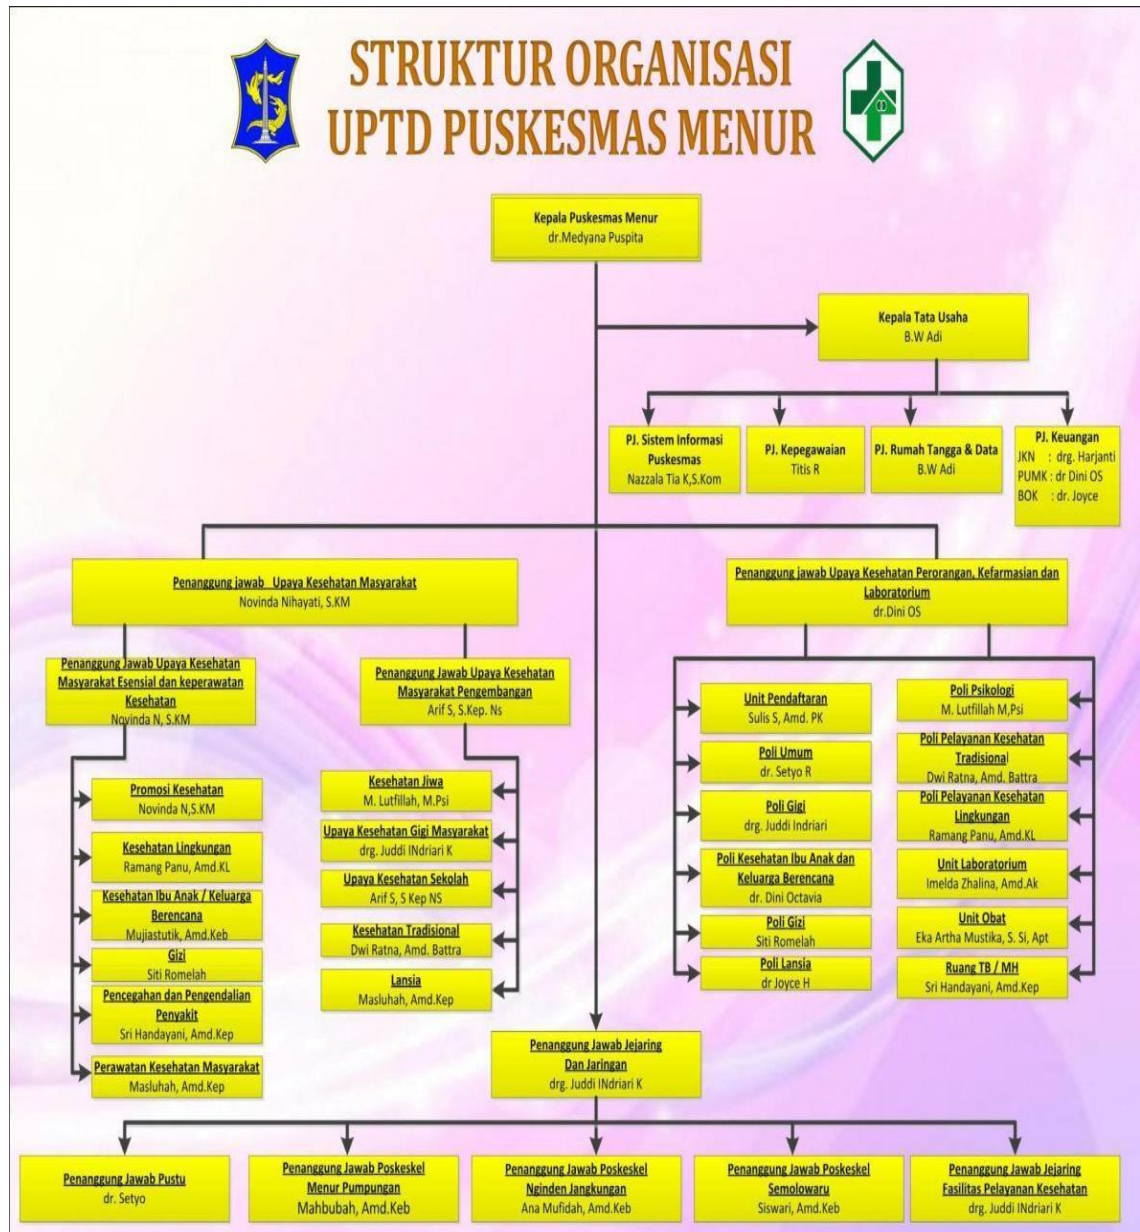 STRUKTUR ORGANISASI
UPTD PUSKESMAS MENUR
Kepala Puskesmas Menur
dr.Medyana Puspita
Kepala Tata Usaha
B.W Adi
PJ. Sistem Informasi
Puskesmas
Nazzala Tia K,S.Kom
PJ. Kepegawaian
Titis R
PJ. Rumah Tangga & Data
B.W Adi
PJ. Keuangan
JKN : drg. Harjanti
PUMK : dr Dini OS
BOK : dr. Joyce
Penanggung jawab Upaya Kesehatan Masyarakat
Novinda Nihayati, S.KM
Penanggung jawab Upaya Kesehatan Perorangan, Kefarmasian dan
Laboratorium
dr.Dini OS
Penanggung Jawab Upaya Kesehatan
Masyarakat Esensial dan keperawatan
Kesehatan
Novinda N, S.KM
Penanggung Jawab Upaya Kesehatan
Masyarakat Pengembangan
Arif S, S.Kep. Ns
Promosi Kesehatan
Novinda N,S.KM
Kesehatan Lingkungan
Ramang Panu, Amd.KL
Kesehatan Ibu Anak / Keluarga
Berencana
Mujiastutik, Amd.Keb
Gizi
Siti Romelah
Pencegahan dan Pengendalian
Penyakit
Sri Handayani, Amd.Kep
Perawatan Kesehatan Masyarakat
Masluhah, Amd.Kep
Kesehatan Jiwa
M. Lutfillah, M.Psi
Upaya Kesehatan Gigi Masyarakat
drg. Juddi INdriari K
Upaya Kesehatan Sekolah
Arif S, S Kep NS
Kesehatan Tradisional
Dwi Ratna, Amd. Battra
Lansia
Masluhah, Amd.Kep
Unit Pendaftaran
Sulis S, Amd. PK
Poli Umum
dr. Setyo R
Poli Gigi
drg. Juddi Indriari
Poli Kesehatan Ibu Anak dan
Keluarga Berencana
dr. Dini Octavia
Poli Gizi
Siti Romelah
Poli Lansia
dr Joyce H
Poli Psikologi
M. Lutfillah M,Psi
Poli Pelayanan Kesehatan
Tradisional
Dwi Ratna, Amd. Battra
Poli Pelayanan Kesehatan
Lingkungan
Ramang Panu, Amd.KL
Unit Laboratorium
Imelda Zhalina, Amd.Ak
Unit Obat
Eka Artha Mustika, S. Si, Apt
Ruang TB / MH
Sri Handayani, Amd.Kep
Penanggung Jawab Jejaring
Dan Jaringan
drg. Juddi INdriari K
Penanggung Jawab Pustu
dr. Setyo
Penanggung Jawab Poskeskel
Menur Pumpungan
Mahbubah, Amd.Keb
Penanggung Jawab Poskeskel
Nginden Jangkungan
Ana Mufidah, Amd.Keb
Penanggung Jawab Poskeskel
Semolowaru
Siswari, Amd.Keb
Penanggung Jawab Jejaring
Fasilitas Pelayanan Kesehatan
drg. Juddi INdriari K